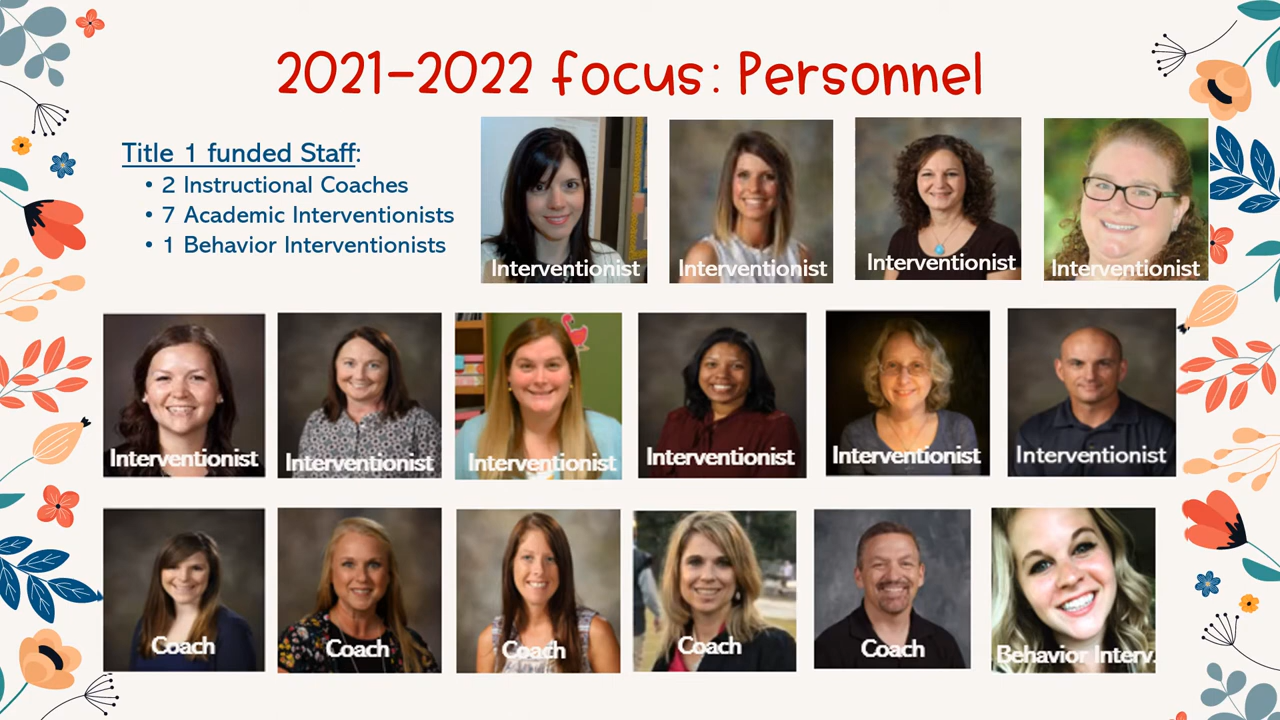 2021-2022 focus: Personnel
Title 1 funded Staff:
• 2 Instructional Coaches
• 7 Academic Interventionists
• 1 Behavior Interventionists
Interventionist
Interventionist
Interventionist
Interventionist
Interventionist
Interventionist
Interventionist
Interventionist
Interventionist
Interventionist
Coach
Coach
Coach
Coach
Coach
Behavior Interv.